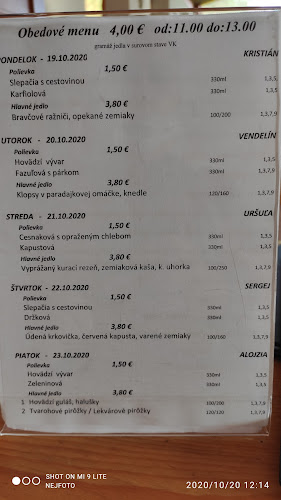 Obedové menu 4,00 € od:11.00 do:13.00
gramáž jedla v surovom stave VK
PONDELOK - 19.10.2020 KRISTIÁN
Polievka 1,50 €
Slepačia s cestovinou 330ml 1,3,5,
Karfiolová 330ml 1,3,5,
Hlavné jedlo 3,80 €
Bravčové ražniči, opekané zemiaky 100/200 1,3,7,9
UTOROK - 20.10.2020 VENDELÍN
Polievka 1,50 €
Hovädzí vývar 330ml 1,3,5
Fazuľová s párkom 330ml 1,3,5,
Hlavné jedlo 3,80 €
Klopsy v paradajkovej omáčke, knedle 120/160 1,3,7,9
STREDA - 21.10.2020 URŠUĽA
Polievka 1,50 €
Cesnaková s opraženým chlebom 330ml 1,3,5,
Kapustová 330ml 1,3,5,
Hlavné jedlo 3,80 €
Vyprážaný kurací rezeň, zemiaková kaša, k. uhorka 100/250 1,3,7,9
ŠTVRTOK - 22.10.2020 SERGEJ
Polievka 1,50 €
Slepačia s cestovinou 330ml 1,3,5,
Držková 330ml 1,3,5,
Hlavné jedlo 3,80 €
Údená krkovička, červená kapusta, varené zemiaky 100/160 1,3,7,9
PIATOK - 23.10.2020 ALOJZIA
Polievka 1,50 €
Hovädzí vývar 330ml 1,3,5
Zeleninová 330ml 1,3,5,
Hlavné jedlo 3,80 €
1 Hovädzí guláš, halušky 100/160 1,3,7,9
2 Tvarohové pirôžky / Lekvárové pirôžky 120/120 1,3,7,9
SHOT ON MI 9 LITE
NEJFOTO
2020/10/20 12:14